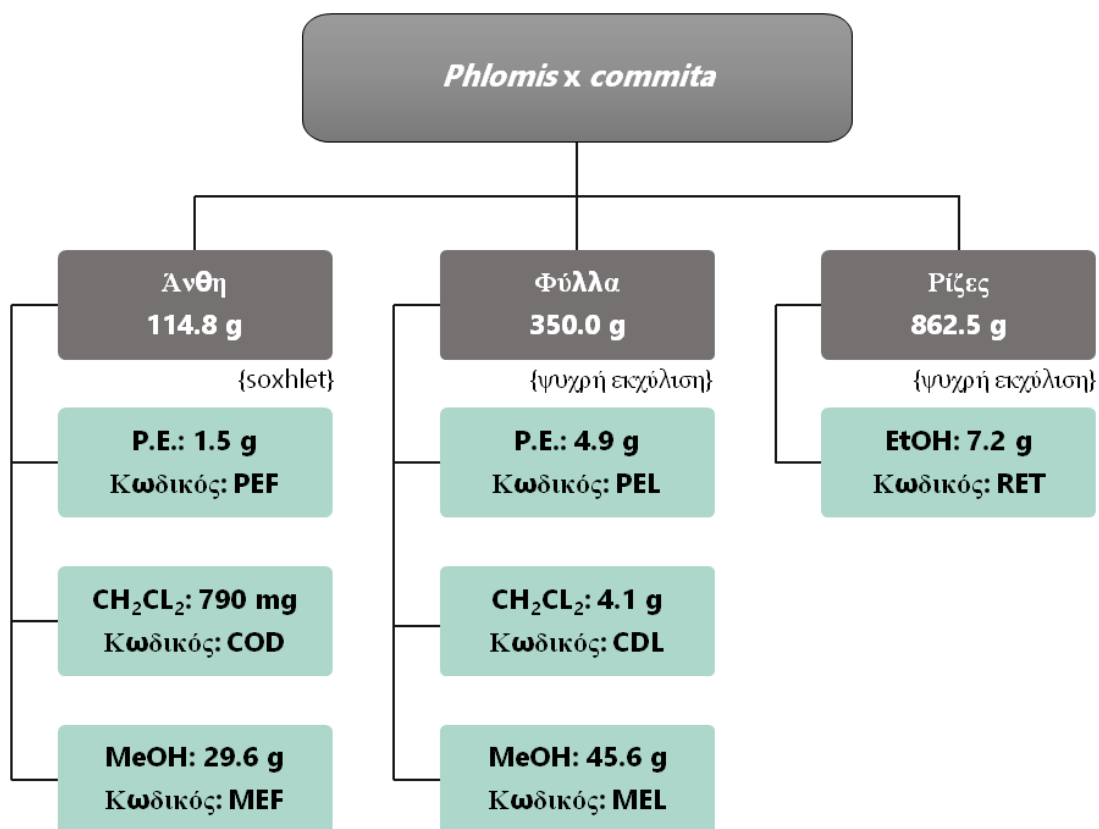 Phlomis x commita
Άνθη
114.8 g
{soxhlet}
P.E.: 1.5 g
Κωδικός: PEF
CH₂CL₂: 790 mg
Κωδικός: COD
MeOH: 29.6 g
Κωδικός: MEF
Φύλλα
350.0 g
{ψυχρή εκχύλιση}
P.E.: 4.9 g
Κωδικός: PEL
CH₂CL₂: 4.1 g
Κωδικός: CDL
MeOH: 45.6 g
Κωδικός: MEL
Ρίζες
862.5 g
{ψυχρή εκχύλιση}
EtOH: 7.2 g
Κωδικός: RET